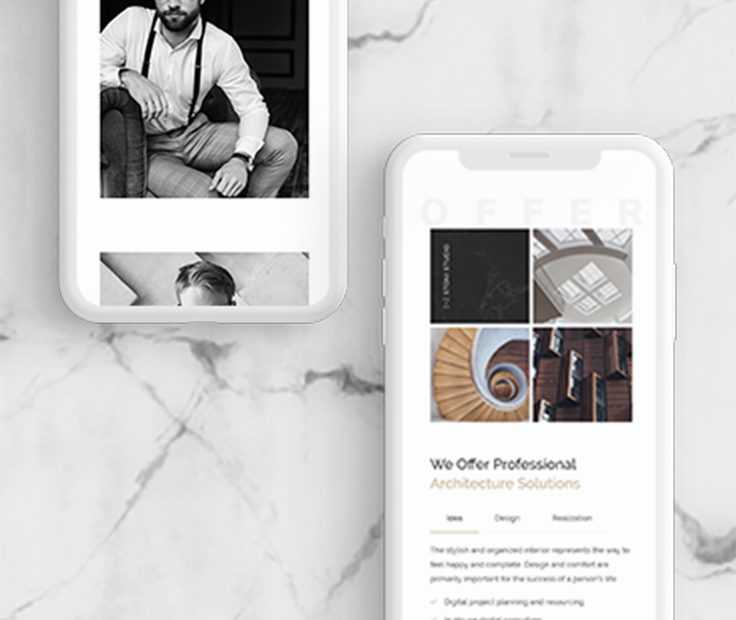 OFFER
We Offer Professional
Architecture Solutions
Idea Design Realization
The stylish and organized interior represents the way to
feel happy and complete. Design and comfort are
primarily important for the success of a person's life
Digital project planning and resourcing